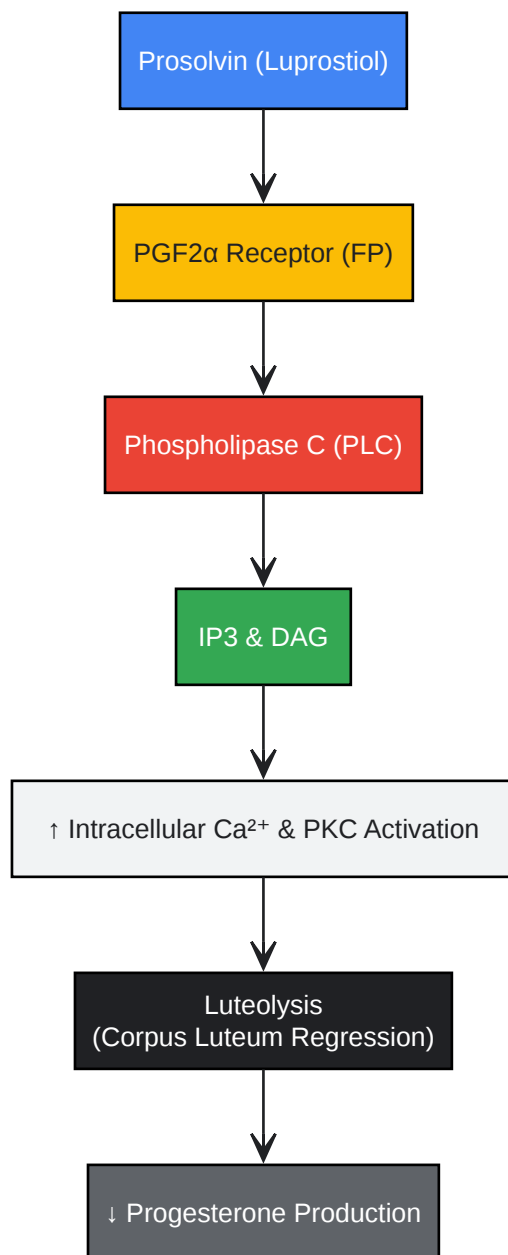 Prosolvin (Luprostiol)
PGF2α Receptor (FP)
Phospholipase C (PLC)
IP3 & DAG
↑ Intracellular Ca²⁺ & PKC Activation
Luteolysis
(Corpus Luteum Regression)
↓ Progesterone Production